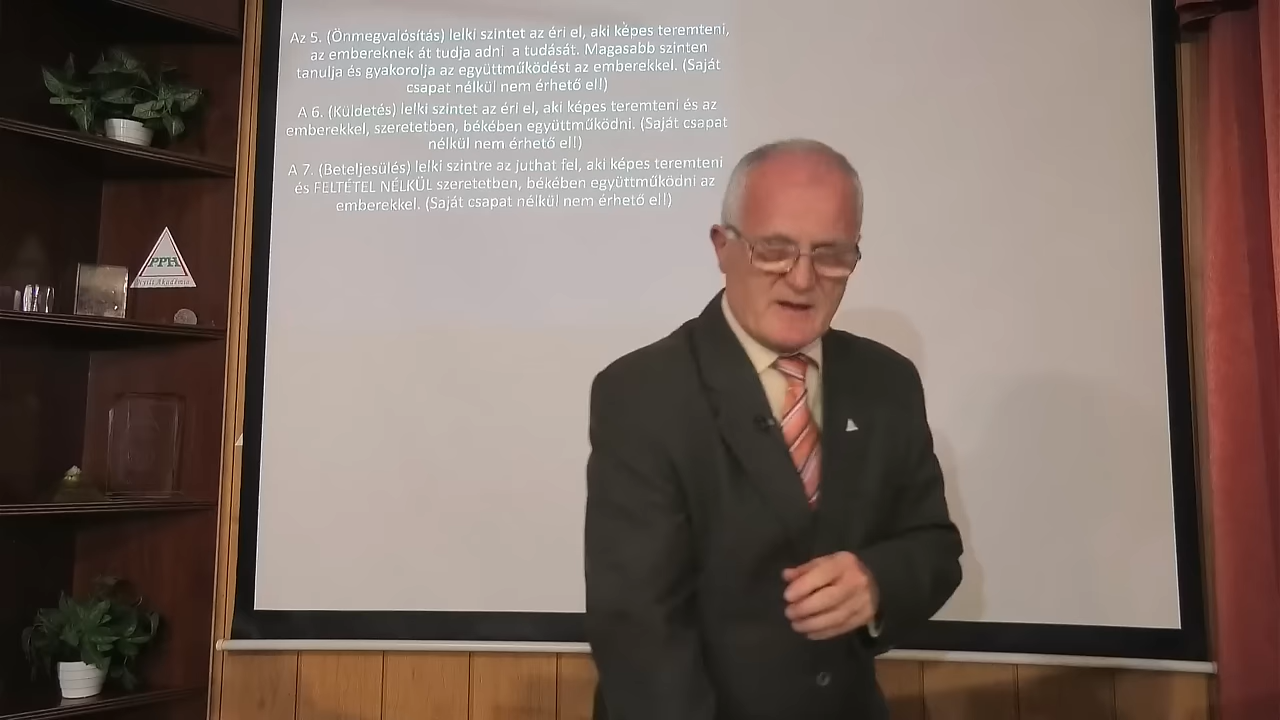 Az 5. (Önmegvalósítás) lelki szintet az éri el, aki képes teremteni,
az embereknek át tudja adni a tudását. Magasabb szinten
tanulja és gyakorolja az együttműködést az emberekkel. (Saját
csapat nélkül nem érhető el!)
A 6. (Küldetés) lelki szintet az éri el, aki képes teremteni és az
emberekkel, szeretetben, békében együttműködni. (Saját csapat
nélkül nem érhető el!)
A 7. (Beteljesülés) lelki szintre az juthat fel, aki képes teremteni
és FELTÉTEL NÉLKÜL szeretetben, békében együttműködni az
emberekkel. (Saját csapat nélkül nem érhető el!)
PPH
Nyílt Akadémia